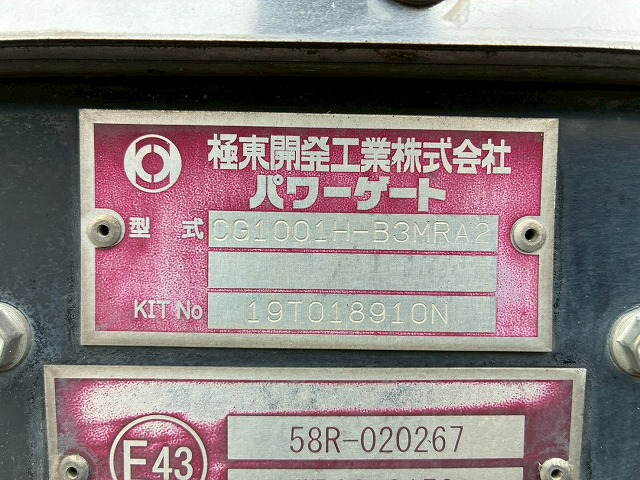 極東開発工業株式会社
パワーゲート
型式 CG1001H-B3MRA2
KIT No 19T018910N
E43 58R-020267